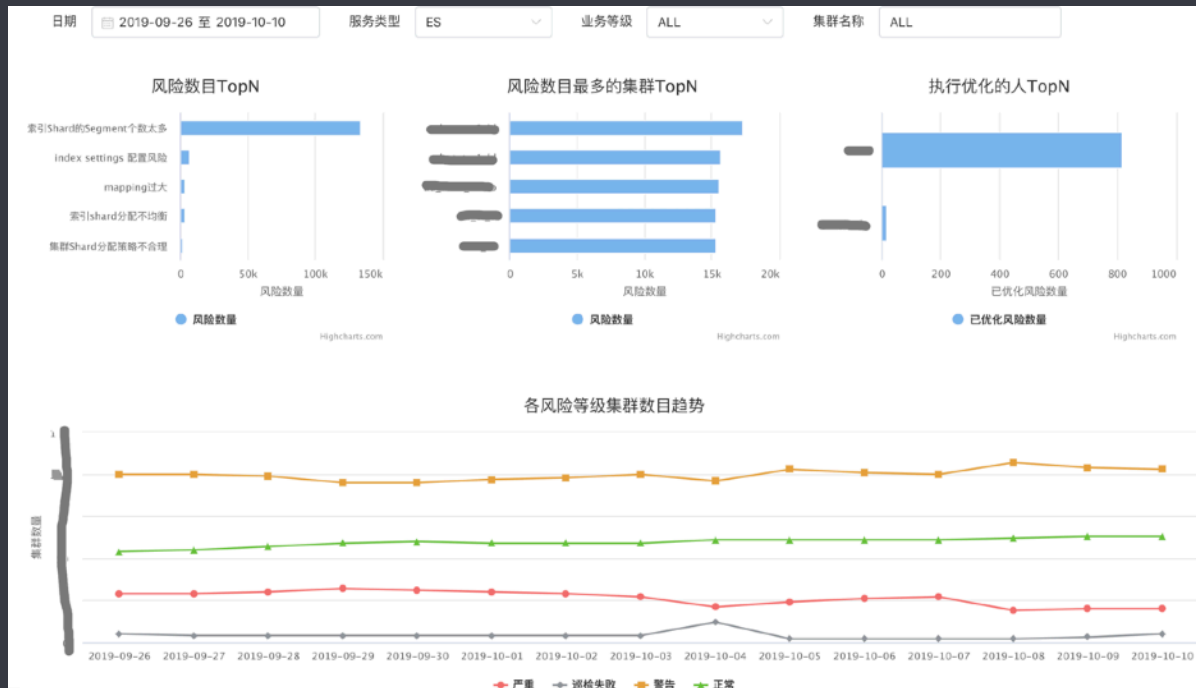 日期 2019-09-26 至 2019-10-10 服务类型 ES 业务等级 ALL 集群名称 ALL
风险数目TopN
索引Shard的Segment个数太多
index settings 配置风险
mapping过大
索引shard分配不均衡
集群Shard分配策略不合理
0 50k 100k 150k
风险数量
风险数量
Highcharts.com
风险数目最多的集群TopN
0 5k 10k 15k 20k
风险数量
风险数量
Highcharts.com
执行优化的人TopN
0 200 400 600 800 1000
已优化风险数量
已优化风险数量
Highcharts.com
各风险等级集群数目趋势
集群数量
2019-09-26 2019-09-27 2019-09-28 2019-09-29 2019-09-30 2019-10-01 2019-10-02 2019-10-03 2019-10-04 2019-10-05 2019-10-06 2019-10-07 2019-10-08 2019-10-09 2019-10-10
严重 巡检失败 警告 正常